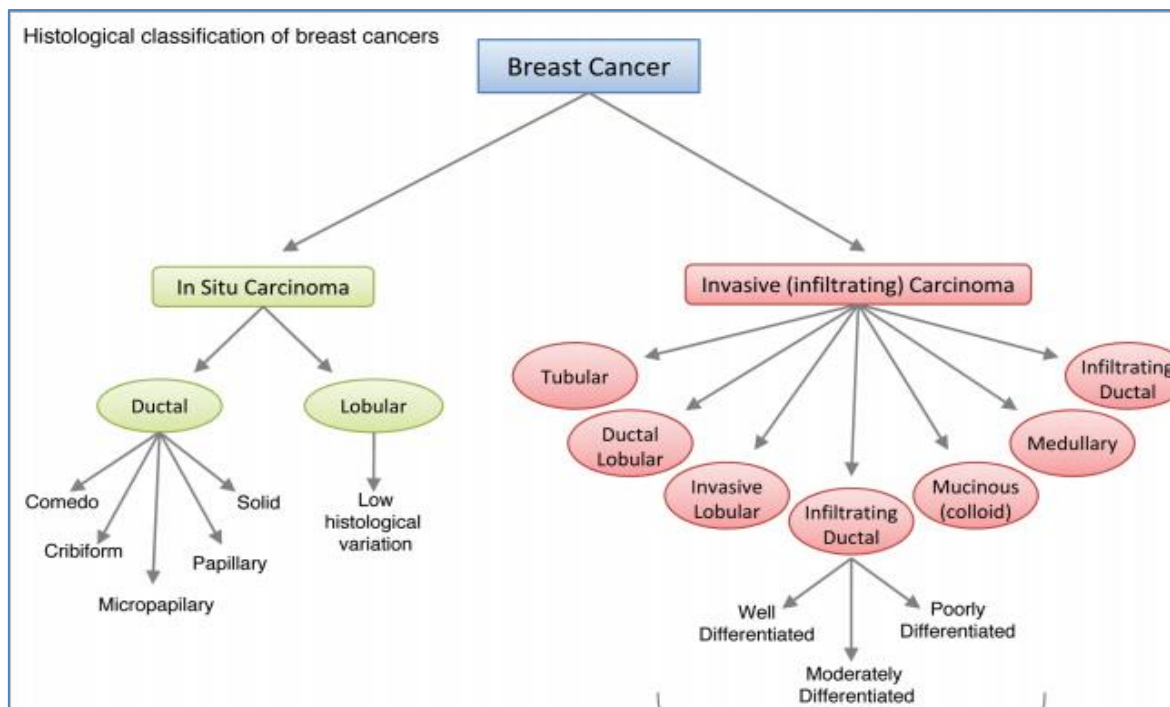 Histological classification of breast cancers
Breast Cancer
In Situ Carcinoma
Invasive (infiltrating) Carcinoma
Ductal
Lobular
Comedo
Cribiform
Micropapilary
Papillary
Solid
Low
histological
variation
Tubular
Ductal
Lobular
Invasive
Lobular
Infiltrating
Ductal
Mucinous
(colloid)
Medullary
Infiltrating
Ductal
Well
Differentiated
Moderately
Differentiated
Poorly
Differentiated